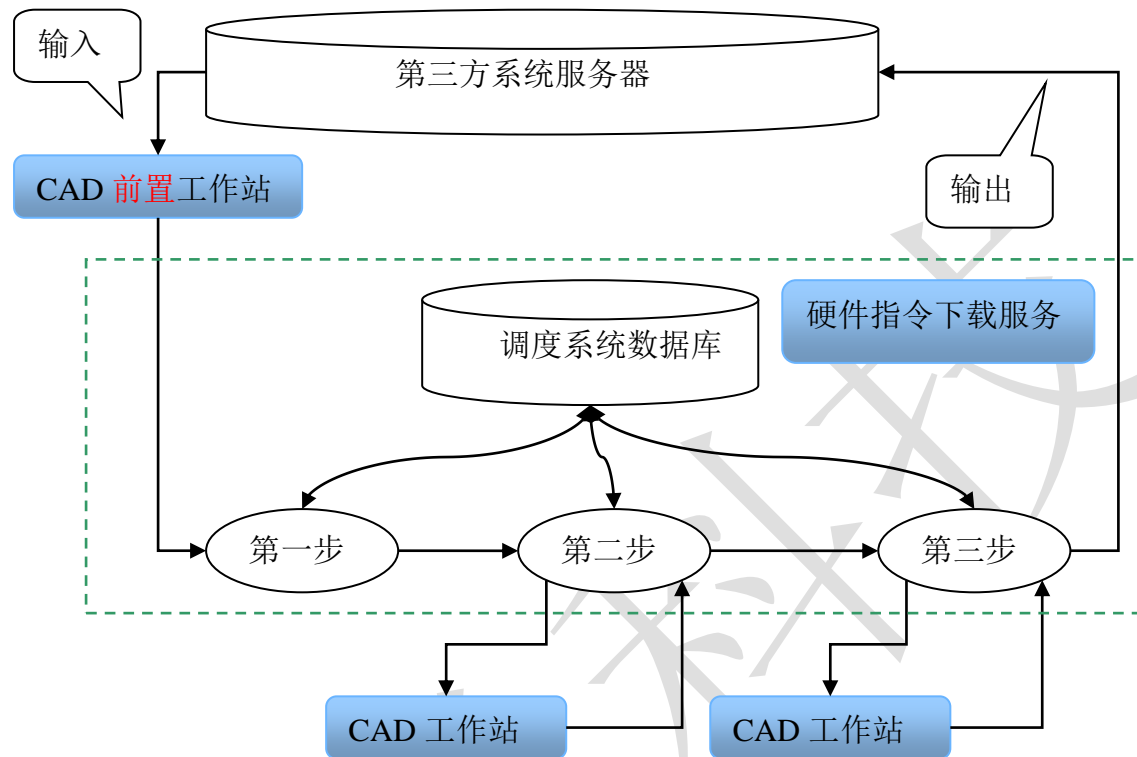 输入
第三方系统服务器
CAD 前置工作站
输出
硬件指令下载服务
调度系统数据库
第一步
第二步
第三步
CAD 工作站
CAD 工作站
科技